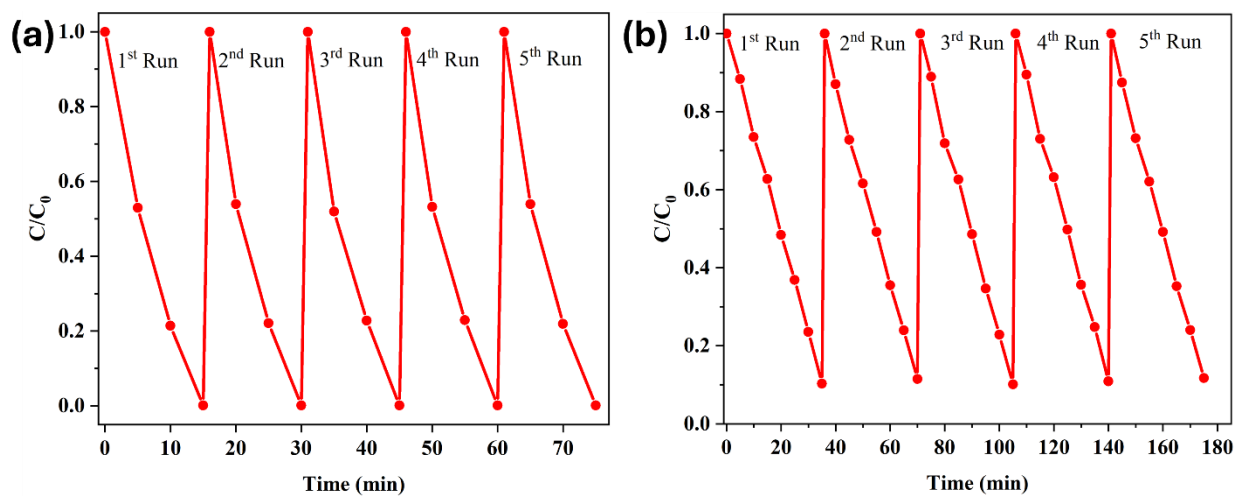 (a)
1st Run 2nd Run 3rd Run 4th Run 5th Run
1.0
0.8
0.6
0.4
0.2
0.0
C/C0
0 10 20 30 40 50 60 70
Time (min)
(b)
1st Run 2nd Run 3rd Run 4th Run 5th Run
1.0
0.8
0.6
0.4
0.2
0.0
C/C0
0 20 40 60 80 100 120 140 160 180
Time (min)